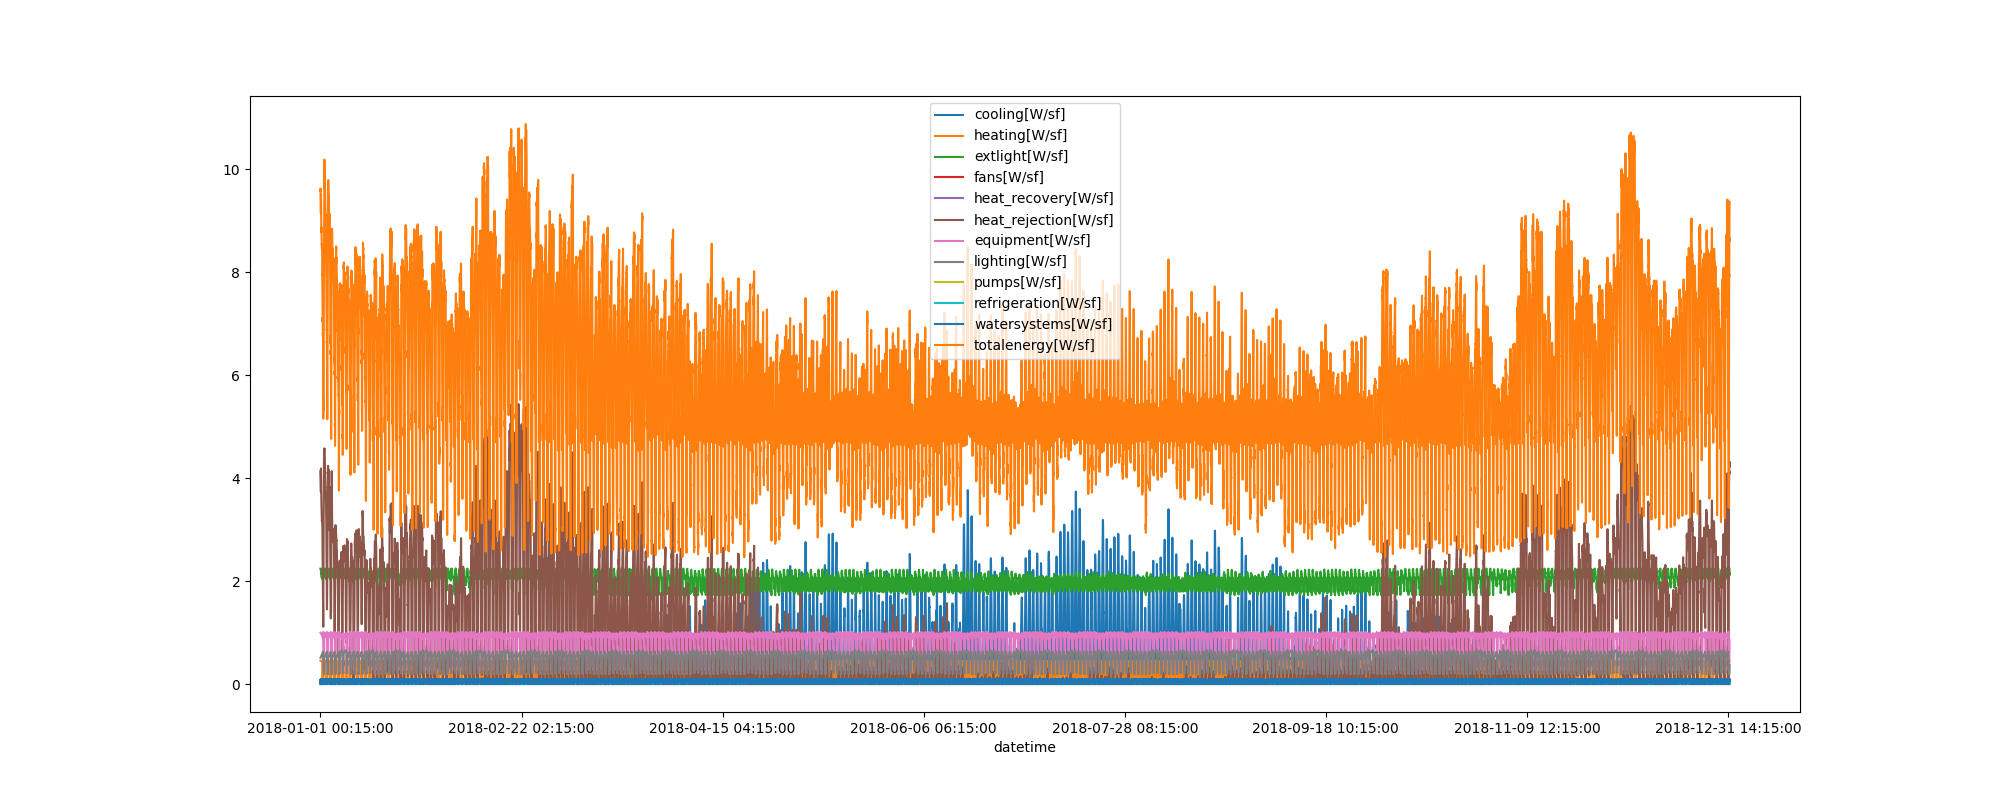 cooling[W/sf]
heating[W/sf]
extlight[W/sf]
fans[W/sf]
heat_recovery[W/sf]
heat_rejection[W/sf]
equipment[W/sf]
lighting[W/sf]
pumps[W/sf]
refrigeration[W/sf]
watersystems[W/sf]
totalenergy[W/sf]
10
8
6
4
2
0
2018-01-01 00:15:00 2018-02-22 02:15:00 2018-04-15 04:15:00 2018-06-06 06:15:00 2018-07-28 08:15:00 2018-09-18 10:15:00 2018-11-09 12:15:00 2018-12-31 14:15:00
datetime